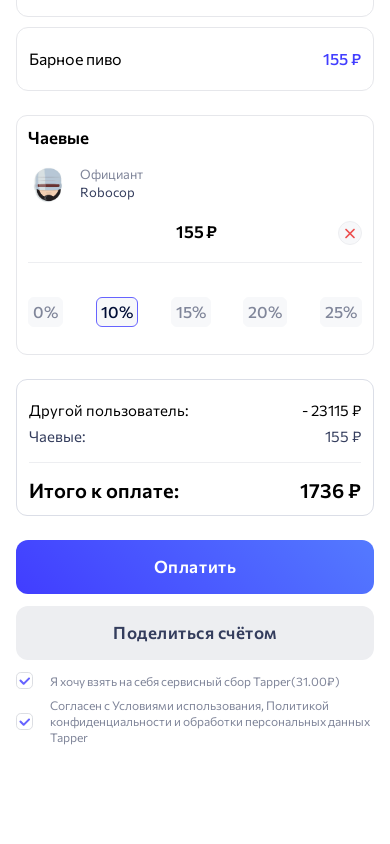 Барное пиво 155 ₽
Чаевые
Официант
Robocop
155 ₽
0% 10% 15% 20% 25%
Другой пользователь: - 23115 ₽
Чаевые: 155 ₽
Итого к оплате: 1736 ₽
Оплатить
Поделиться счётом
Я хочу взять на себя сервисный сбор Tapper(31.00₽)
Согласен с Условиями использования, Политикой
конфиденциальности и обработки персональных данных
Tapper